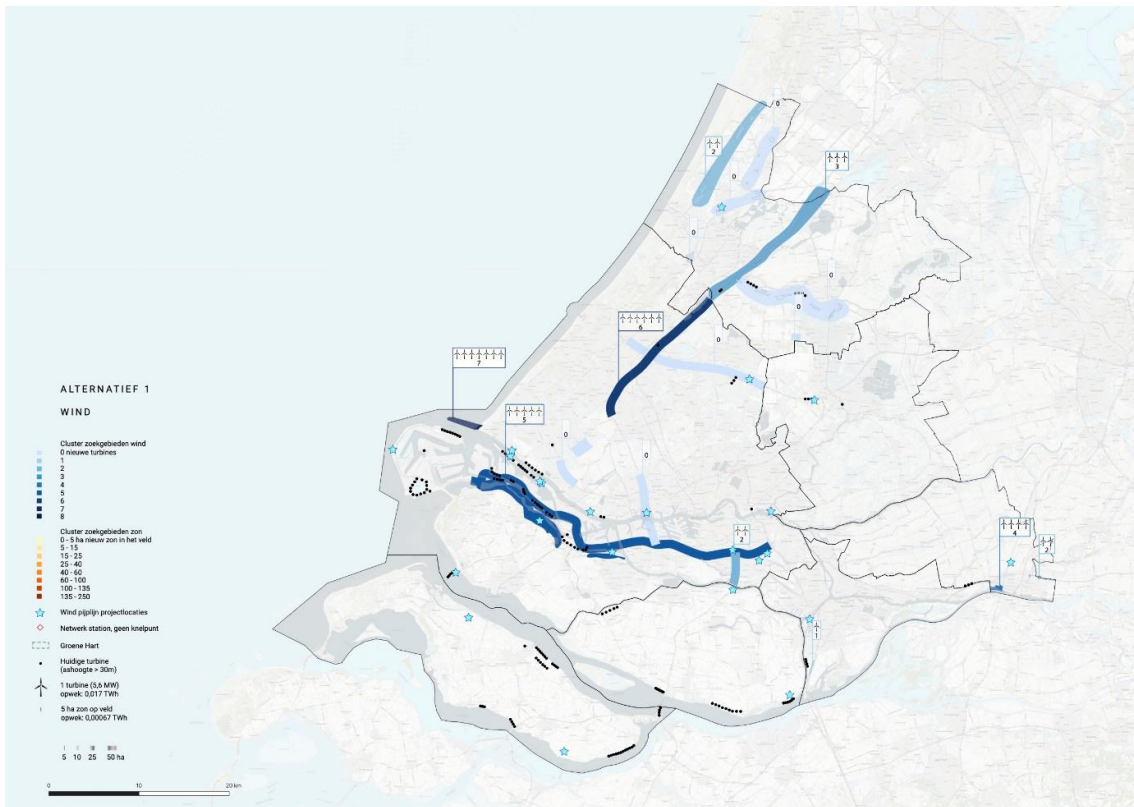 ALTERNATIEF 1
WIND
Cluster zoekgebieden wind
0 nieuwe turbines
1
2
3
4
5
6
7
8
Cluster zoekgebieden zon
0 - 5 ha nieuw zon in het veld
5 - 15
15 - 25
25 - 40
40 - 60
60 - 100
100 - 135
135 - 250
Wind pijplijn projectlocaties
Netwerk station, geen knelpunt
Groene Hart
Huidige turbine
(ashoogte > 30m)
1 turbine (5,6 MW)
opwek: 0,017 TWh
5 ha zon op veld
opwek: 0,00067 TWh
5 10 25 50 ha
0 10 20 km
0
2
3
0
0
0
0
6
0
7
5
0
0
2
4
2
1